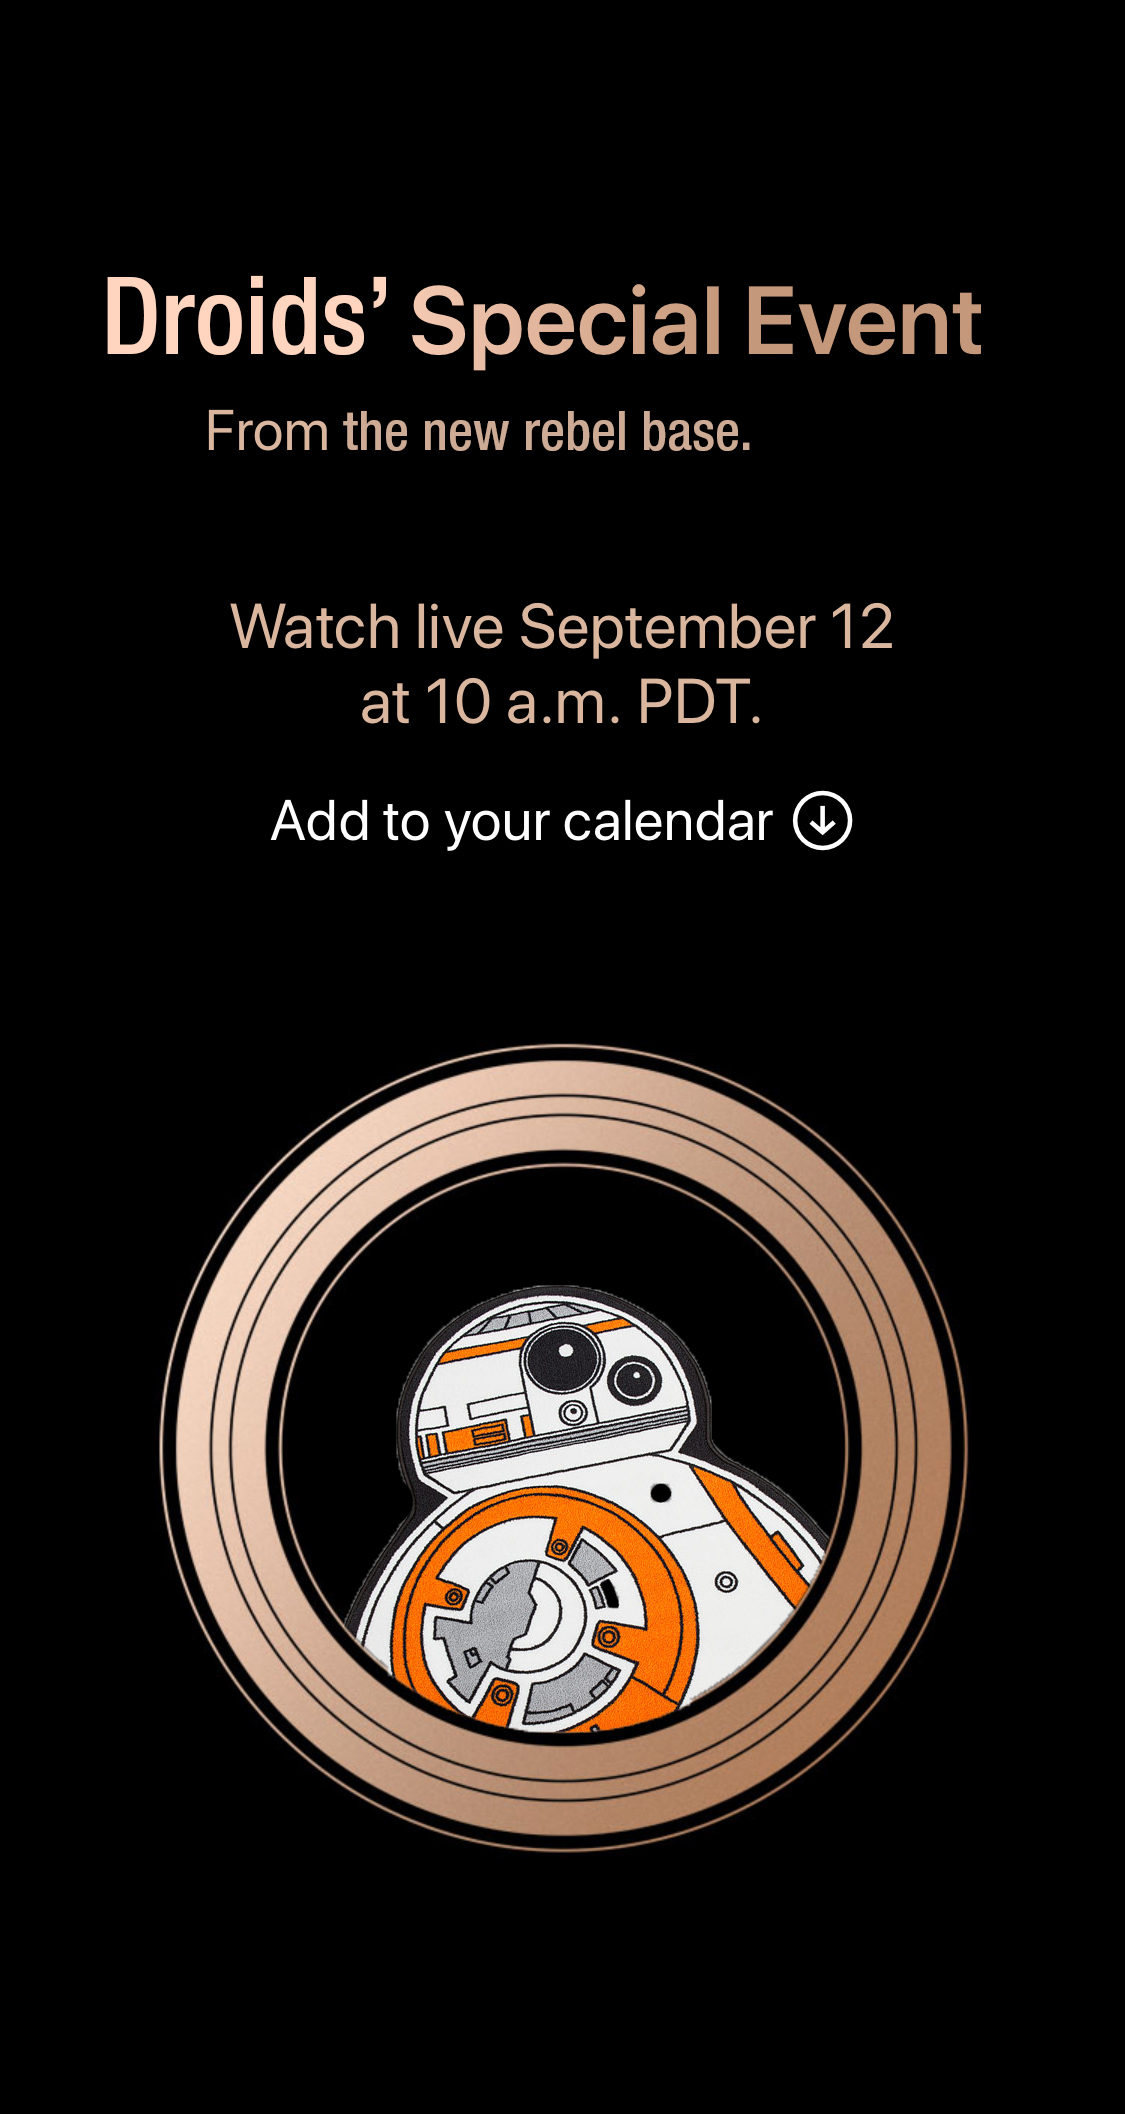 Droids’ Special Event
From the new rebel base.
Watch live September 12
at 10 a.m. PDT.
Add to your calendar